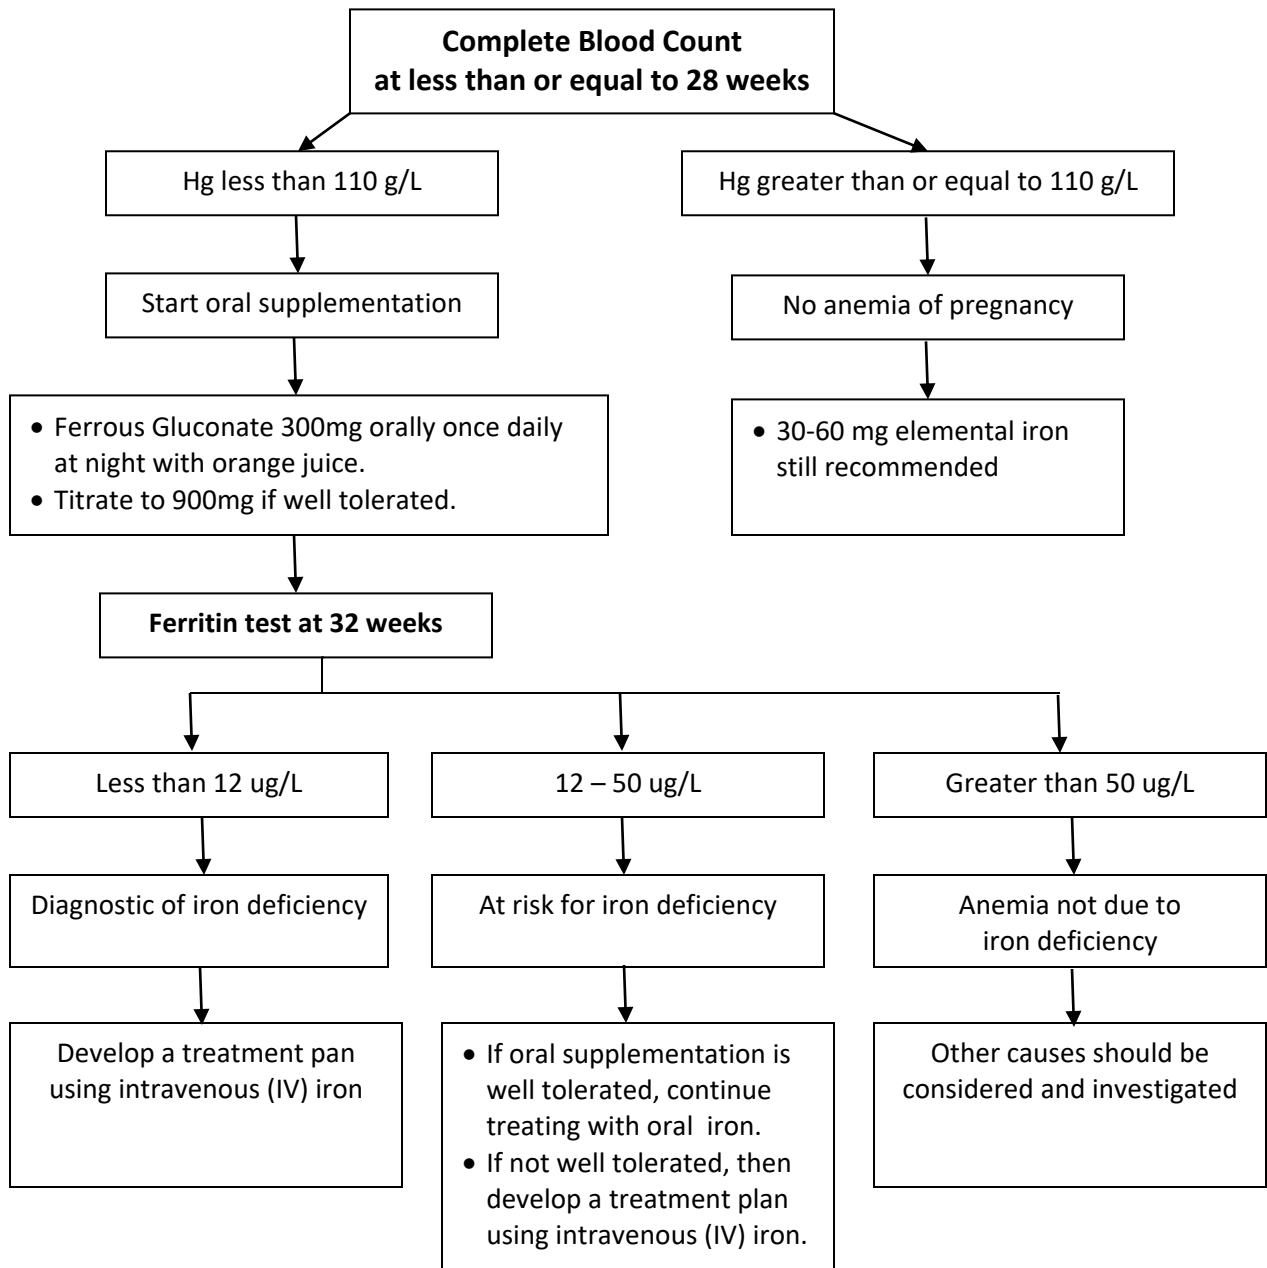 Complete Blood Count
at less than or equal to 28 weeks
Hg less than 110 g/L
Hg greater than or equal to 110 g/L
Start oral supplementation
No anemia of pregnancy
• Ferrous Gluconate 300mg orally once daily
at night with orange juice.
• Titrate to 900mg if well tolerated.
• 30-60 mg elemental iron
still recommended
Ferritin test at 32 weeks
Less than 12 ug/L
12 – 50 ug/L
Greater than 50 ug/L
Diagnostic of iron deficiency
At risk for iron deficiency
Anemia not due to
iron deficiency
Develop a treatment pan
using intravenous (IV) iron
• If oral supplementation is
well tolerated, continue
treating with oral iron.
• If not well tolerated, then
develop a treatment plan
using intravenous (IV) iron.
Other causes should be
considered and investigated